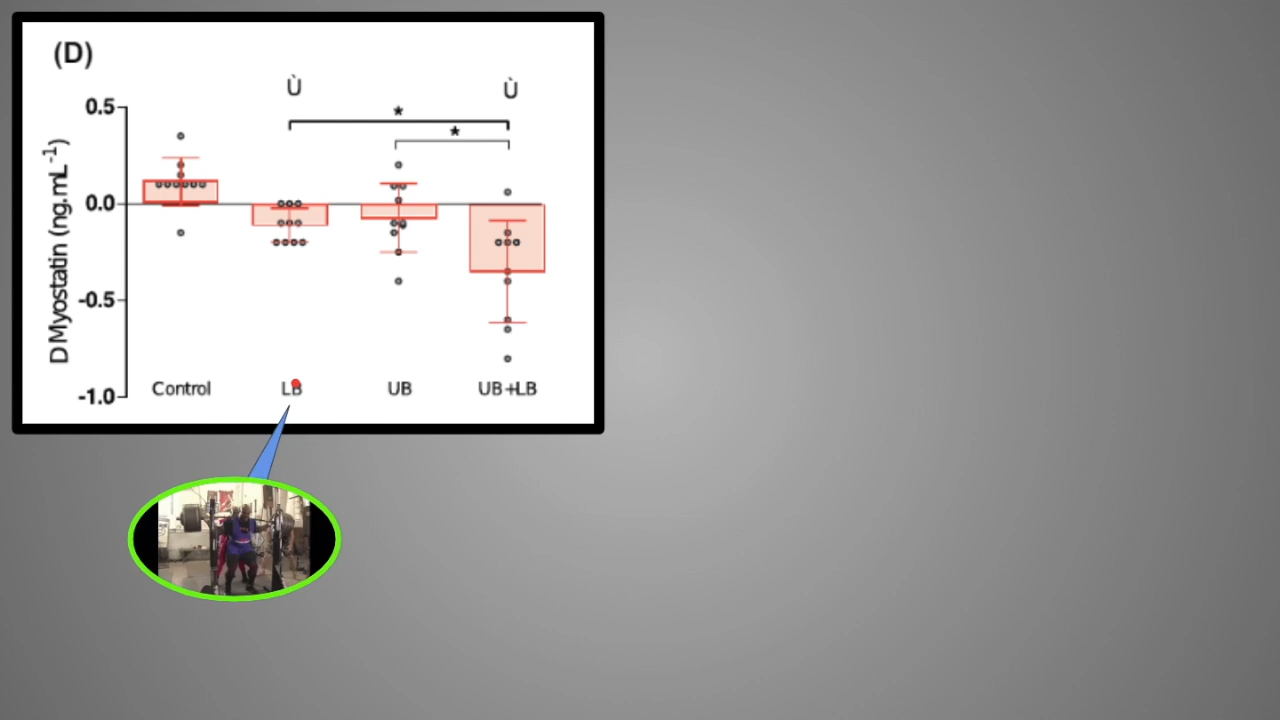 (D)
Ù Ù
*
*
0.5
0.0
-0.5
-1.0
D Myostatin (ng.mL-1)
Control LB UB UB+LB